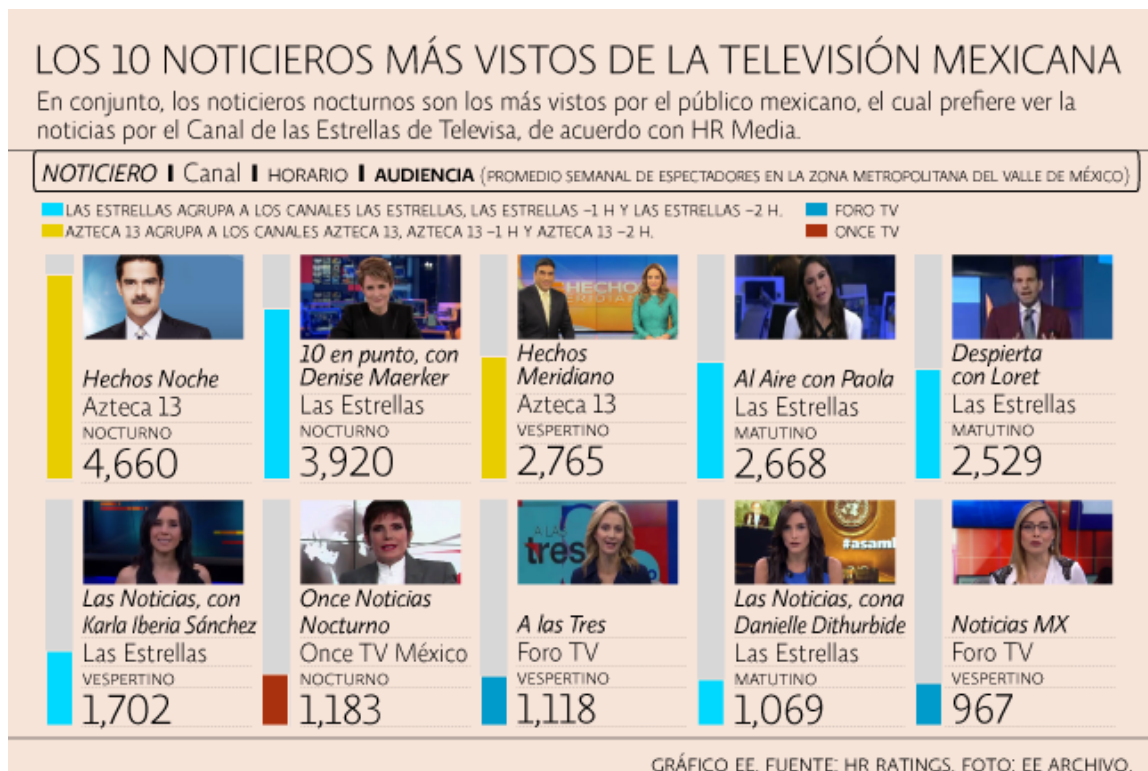 LOS 10 NOTICIEROS MÁS VISTOS DE LA TELEVISIÓN MEXICANA
En conjunto, los noticieros nocturnos son los más vistos por el público mexicano, el cual prefiere ver la
noticias por el Canal de las Estrellas de Televisa, de acuerdo con HR Media.
NOTICIERO I Canal I HORARIO I AUDIENCIA (PROMEDIO SEMANAL DE ESPECTADORES EN LA ZONA METROPOLITANA DEL VALLE DE MÉXICO)
LAS ESTRELLAS AGRUPA A LOS CANALES LAS ESTRELLAS, LAS ESTRELLAS –1 H Y LAS ESTRELLAS –2 H.
AZTECA 13 AGRUPA A LOS CANALES AZTECA 13, AZTECA 13 –1 H Y AZTECA 13 –2 H.
FORO TV
ONCE TV
Hechos Noche
Azteca 13
NOCTURNO
4,660
10 en punto, con
Denise Maerker
Las Estrellas
NOCTURNO
3,920
HECHO
Hechos
Meridiano
Azteca 13
VESPERTINO
2,765
Al Aire con Paola
Las Estrellas
MATUTINO
2,668
Despierta
con Loret
Las Estrellas
MATUTINO
2,529
Las Noticias, con
Karla Iberia Sánchez
Las Estrellas
VESPERTINO
1,702
Once Noticias
Nocturno
Once TV México
NOCTURNO
1,183
A LAS
tres
A las Tres
Foro TV
VESPERTINO
1,118
#asaml
Las Noticias, cona
Danielle Dithurbide
Las Estrellas
MATUTINO
1,069
Noticias MX
Foro TV
VESPERTINO
967
GRÁFICO EE. FUENTE: HR RATINGS. FOTO: EE ARCHIVO.